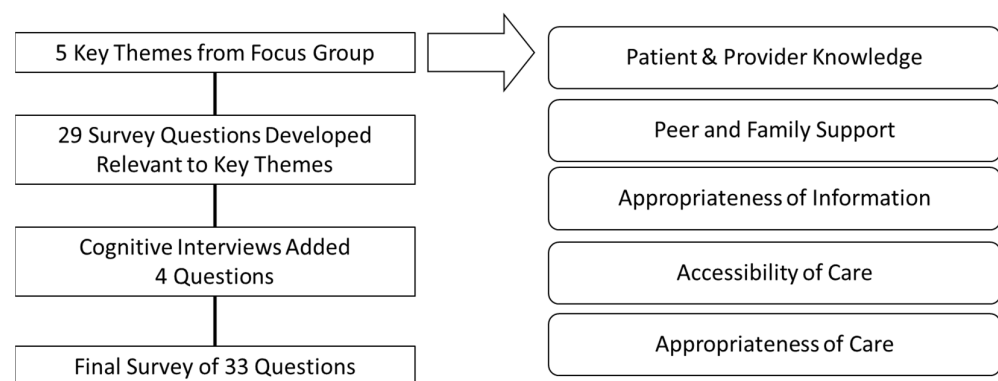 5 Key Themes from Focus Group
29 Survey Questions Developed
Relevant to Key Themes
Cognitive Interviews Added
4 Questions
Final Survey of 33 Questions
Patient & Provider Knowledge
Peer and Family Support
Appropriateness of Information
Accessibility of Care
Appropriateness of Care